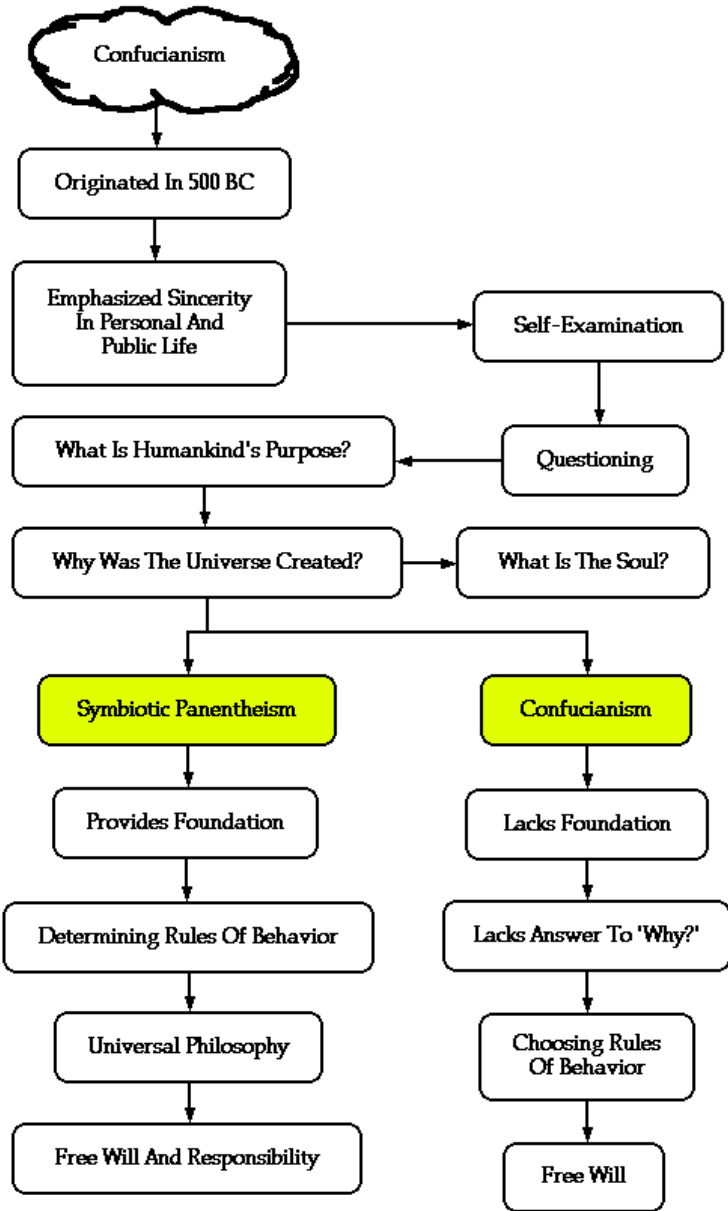 Confucianism
Originated In 500 BC
Emphasized Sincerity
In Personal And
Public Life
Self-Examination
What Is Humankind's Purpose?
Questioning
Why Was The Universe Created?
What Is The Soul?
Symbiotic Panentheism
Confucianism
Provides Foundation
Lacks Foundation
Determining Rules Of Behavior
Lacks Answer To 'Why?'
Universal Philosophy
Choosing Rules
Of Behavior
Free Will And Responsibility
Free Will